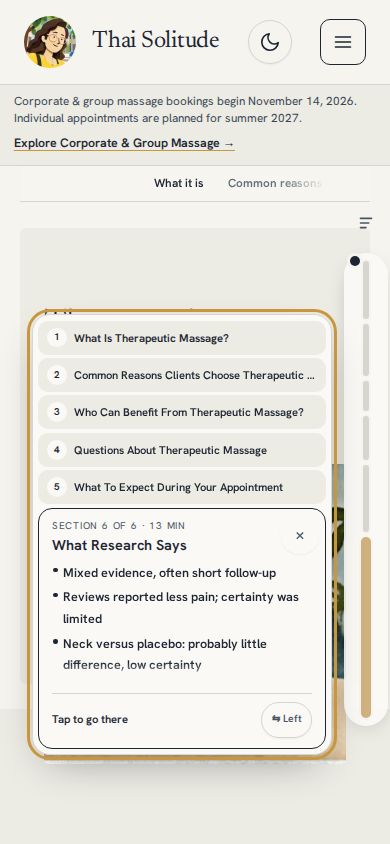 Thai Solitude
Corporate & group massage bookings begin November 14, 2026.
Individual appointments are planned for summer 2027.
Explore Corporate & Group Massage →
What it is
Common reasons
1 What Is Therapeutic Massage?
2 Common Reasons Clients Choose Therapeutic ...
3 Who Can Benefit From Therapeutic Massage?
4 Questions About Therapeutic Massage
5 What To Expect During Your Appointment
SECTION 6 OF 6 · 13 MIN
What Research Says
• Mixed evidence, often short follow-up
• Reviews reported less pain; certainty was
limited
• Neck versus placebo: probably little
difference, low certainty
Tap to go there
⇆ Left